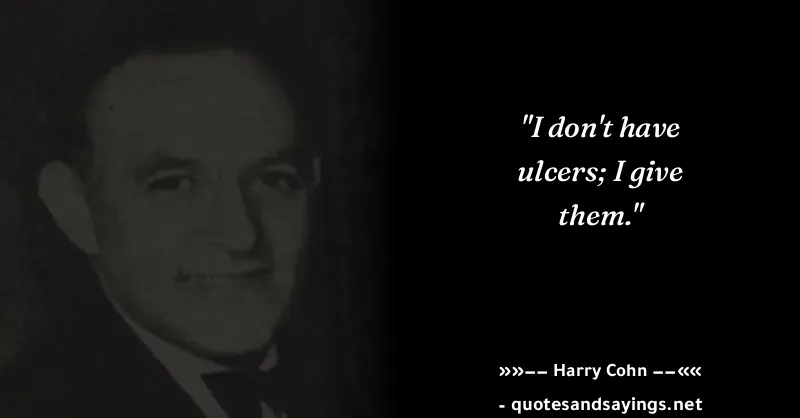 "I don't have
ulcers; I give
them."
»»–– Harry Cohn ––««
- quotesandsayings.net